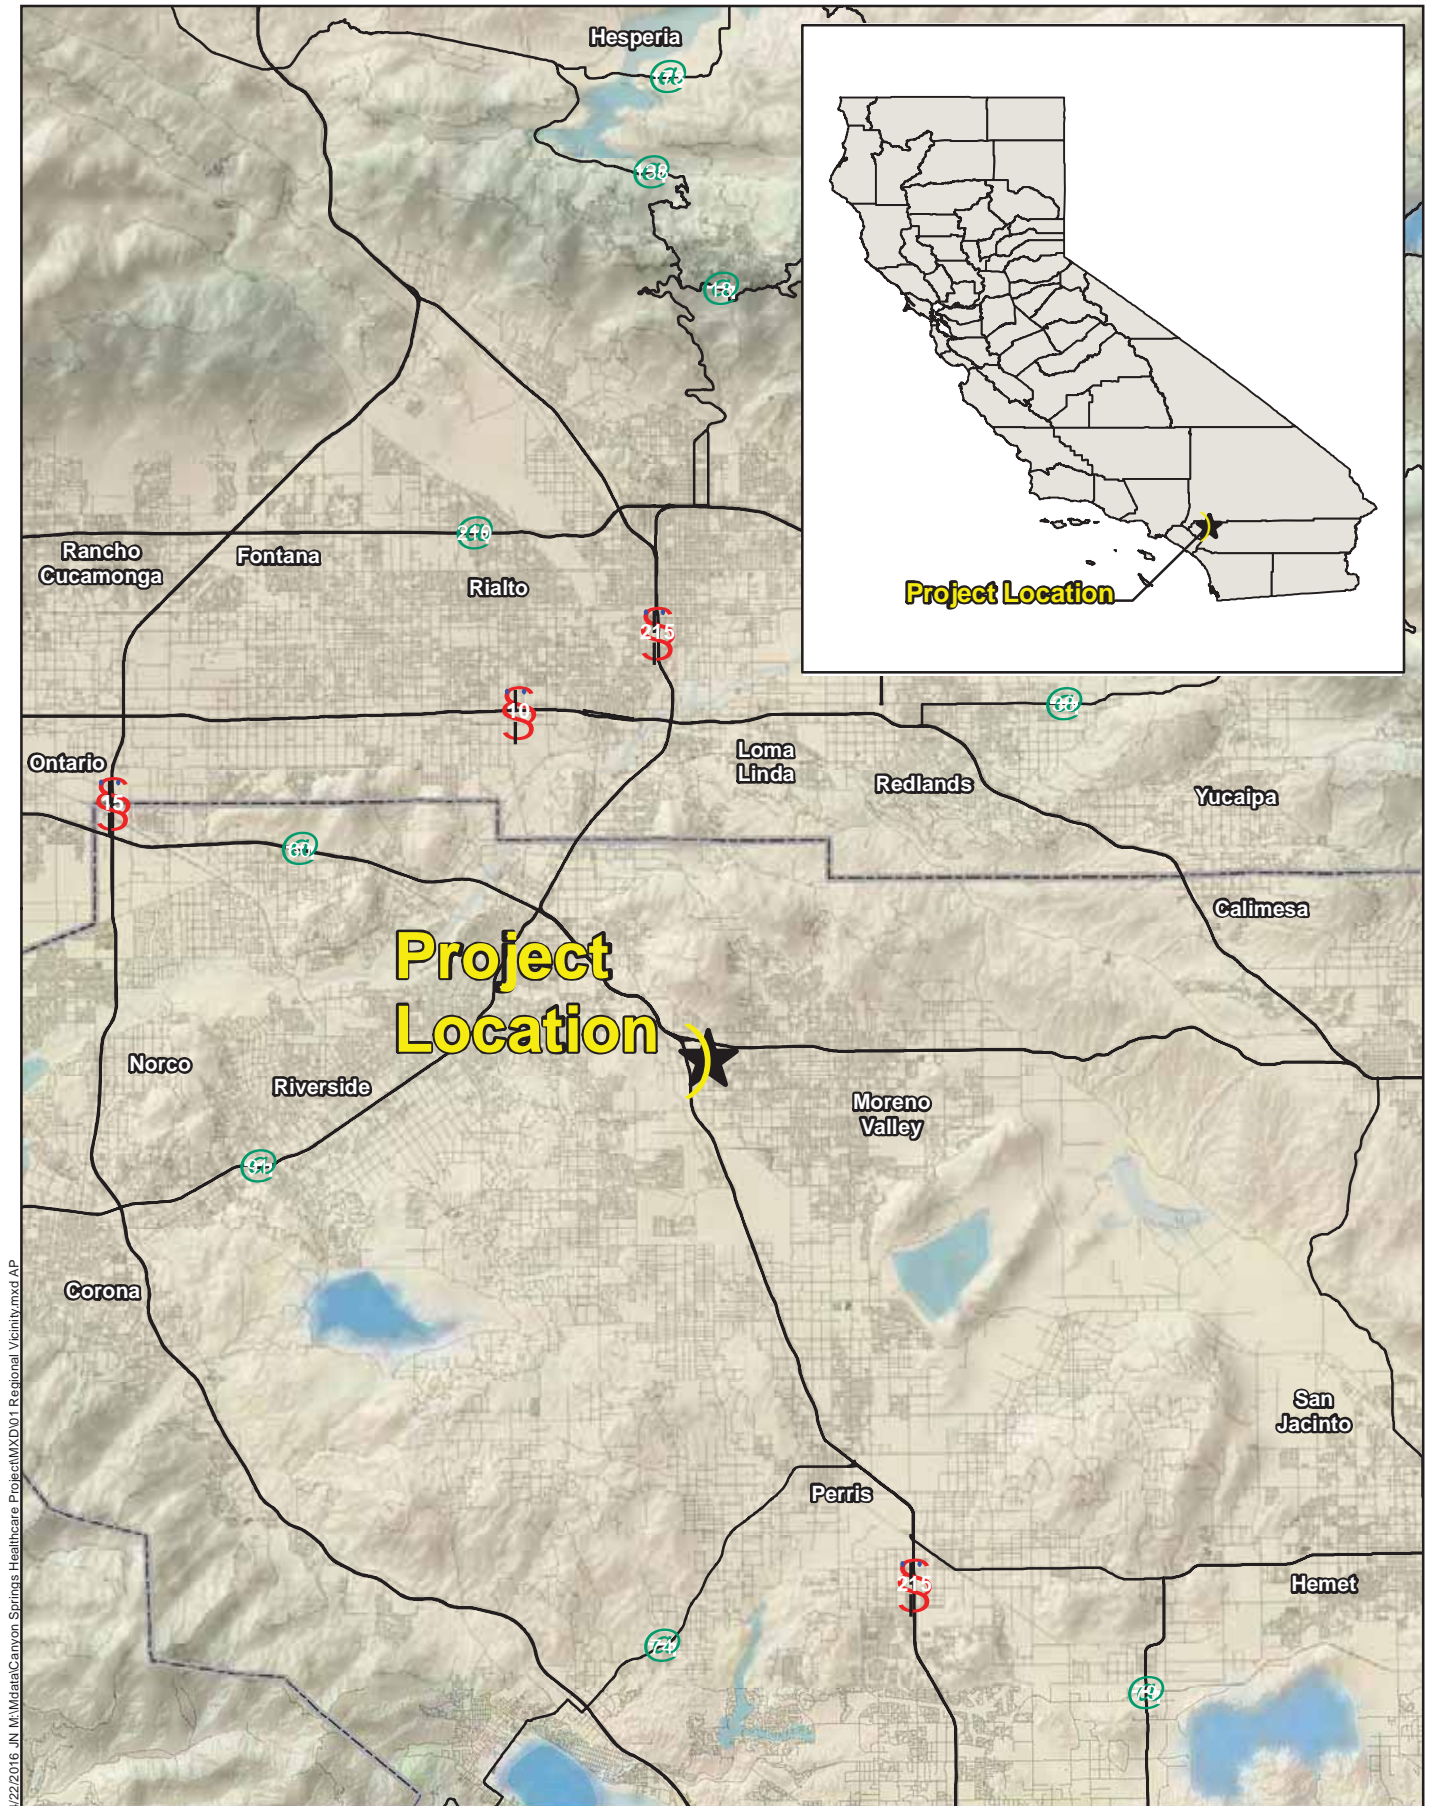 Hesperia
138
18
210
Rancho
Cucamonga
Fontana
Rialto
215
10
38
Ontario
15
Loma
Linda
Redlands
Yucaipa
60
Calimesa
Project
Location
Norco
Riverside
Moreno
Valley
91
Corona
San
Jacinto
Perris
215
Hemet
74
79
Project Location
/22/2016 JN M:\Mdata\Canyon Springs Healthcare Project\MXD\01 Regional Vicinity.mxd AP